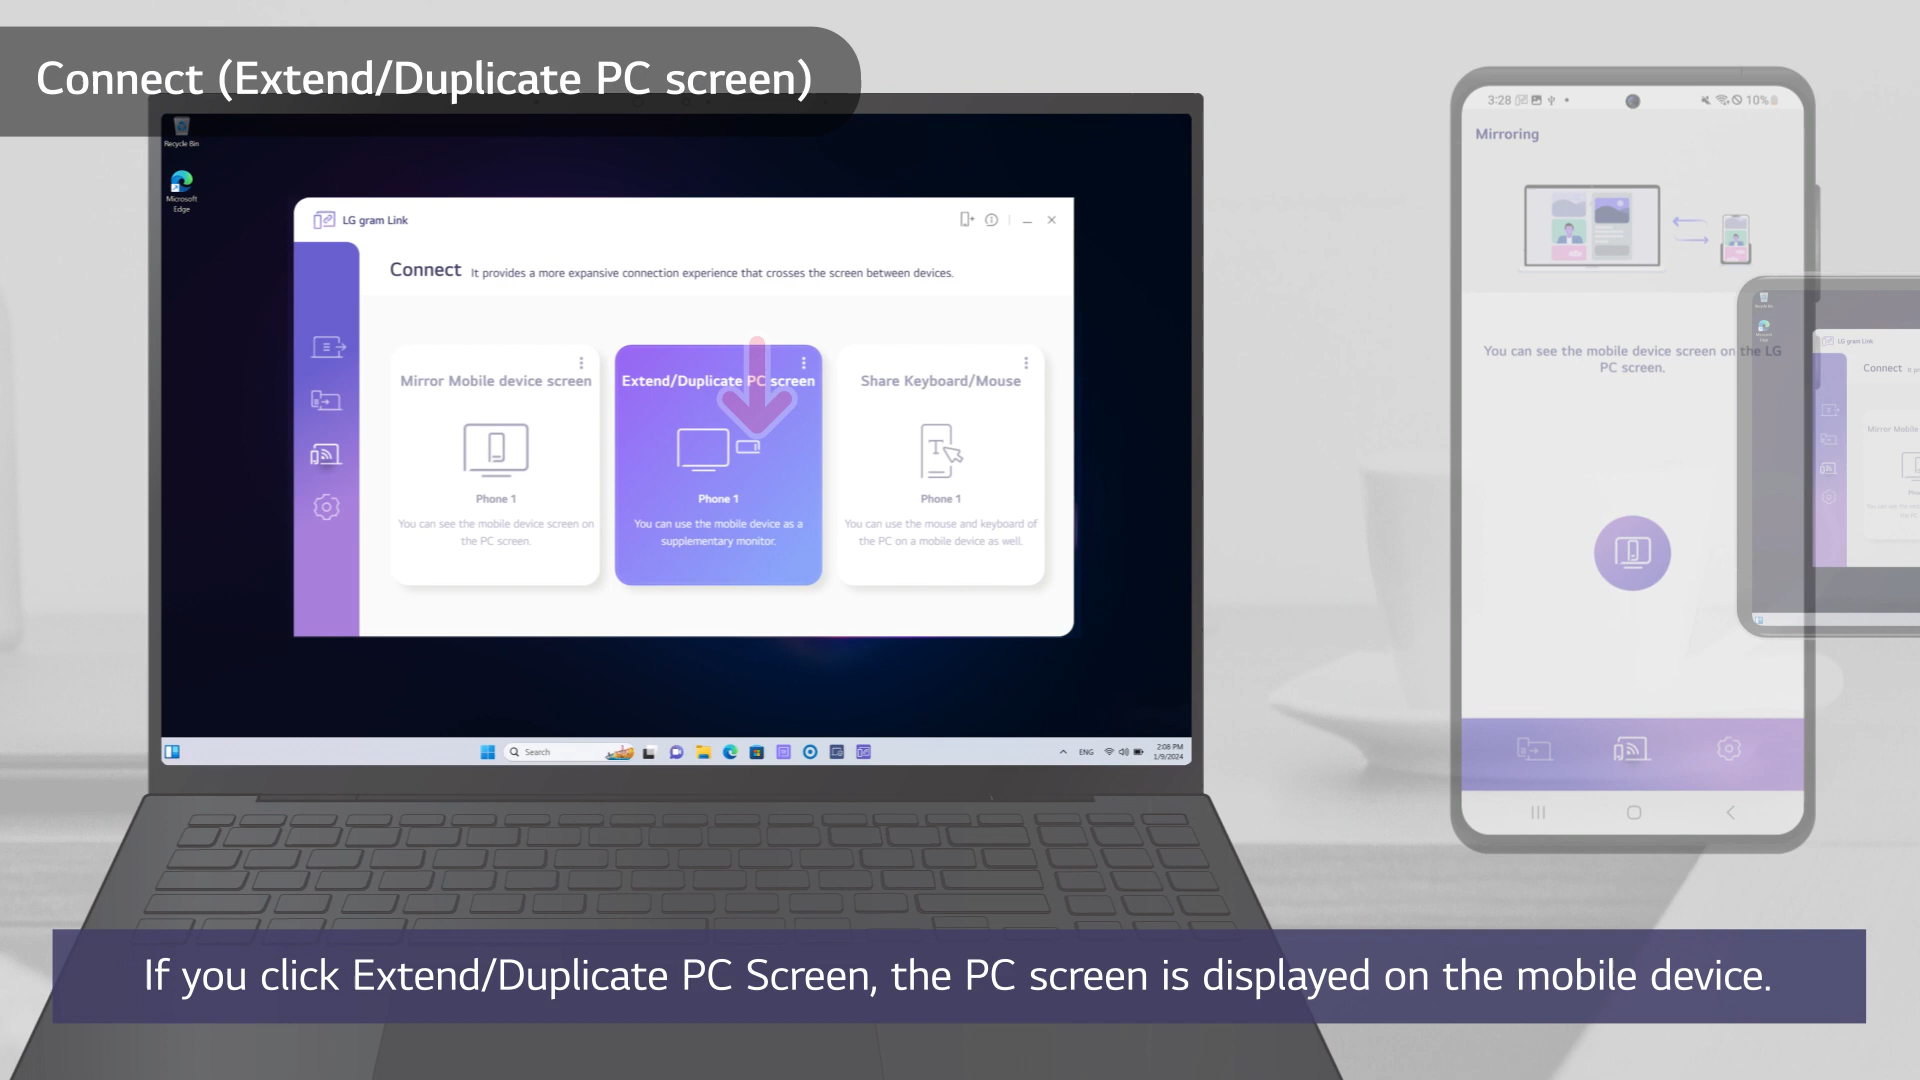 Connect (Extend/Duplicate PC screen)
Recycle Bin
Microsoft
Edge
LG gram Link
Connect It provides a more expansive connection experience that crosses the screen between devices.
Mirror Mobile device screen
Phone 1
You can see the mobile device screen on
the PC screen.
Extend/Duplicate PC screen
Phone 1
You can use the mobile device as a
supplementary monitor.
Share Keyboard/Mouse
T
Phone 1
You can use the mouse and keyboard of
the PC on a mobile device as well.
Search
ENG
2:08 PM
1/9/2024
3:28
10%
Mirroring
You can see the mobile device screen on the LG
PC screen.
LG gram Link
Connect
Mirror Mobile
If you click Extend/Duplicate PC Screen, the PC screen is displayed on the mobile device.